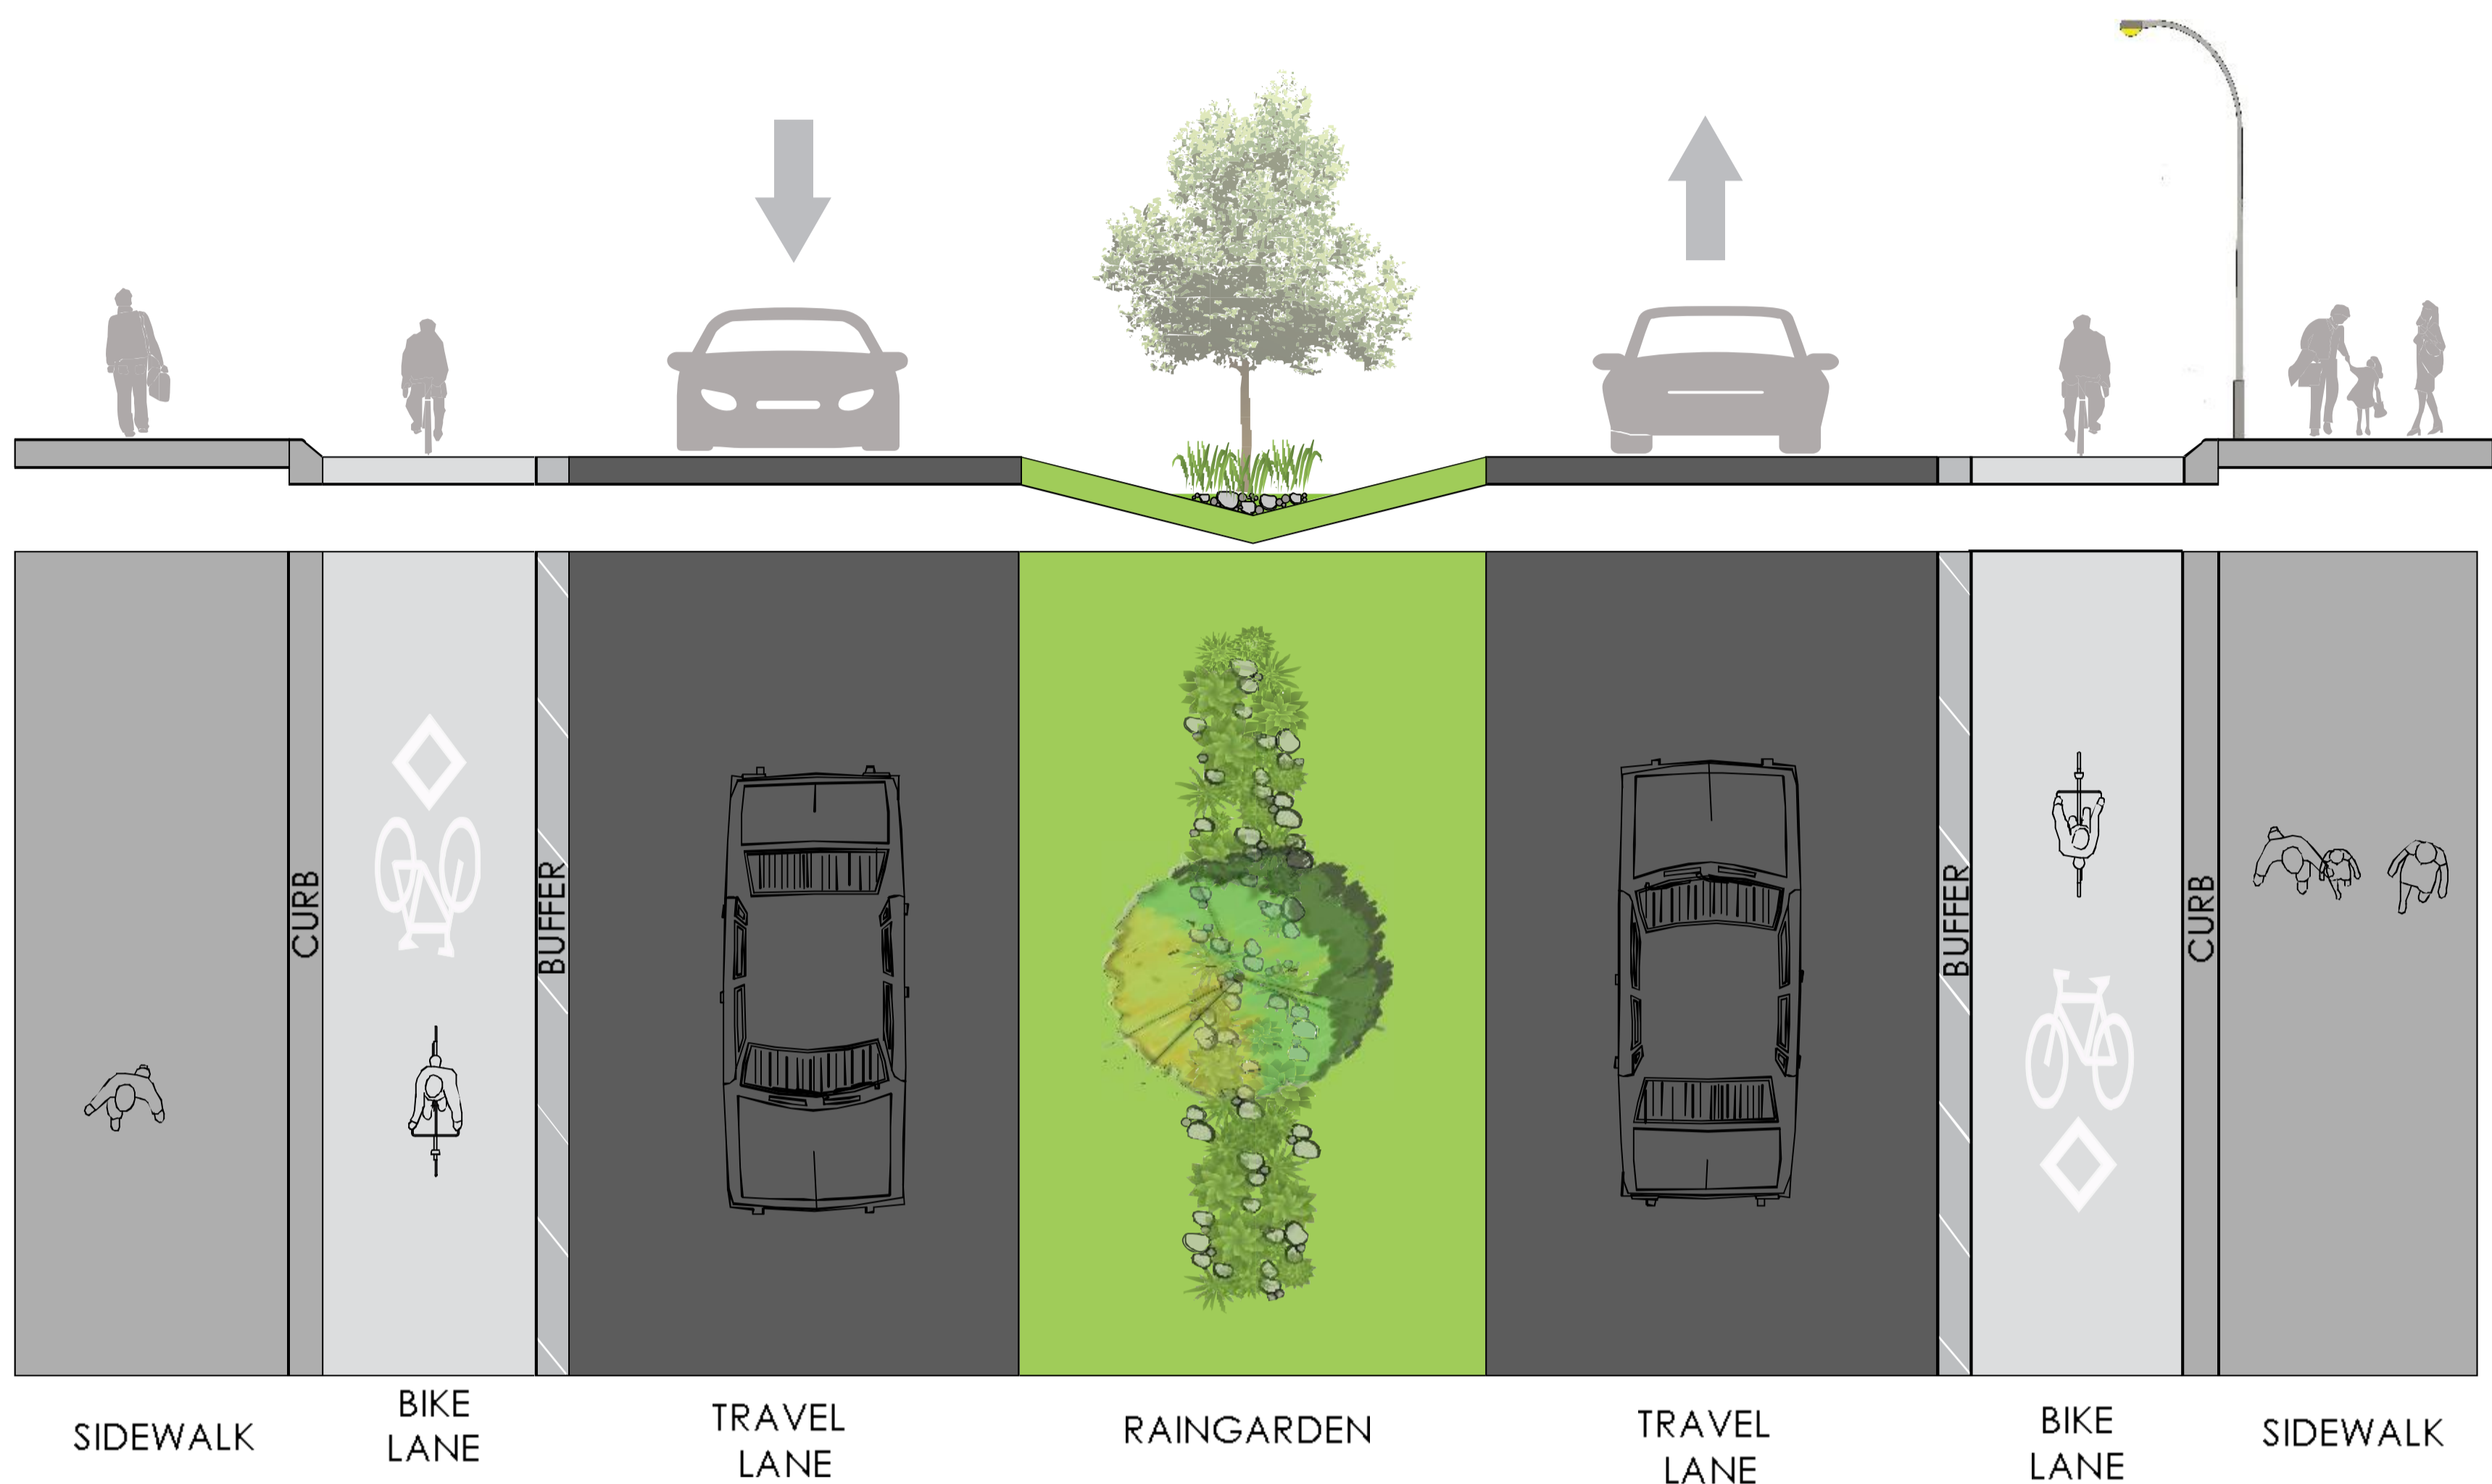 CURB
BUFFER
BUFFER
CURB
SIDEWALK
BIKE
LANE
TRAVEL
LANE
RAINGARDEN
TRAVEL
LANE
BIKE
LANE
SIDEWALK